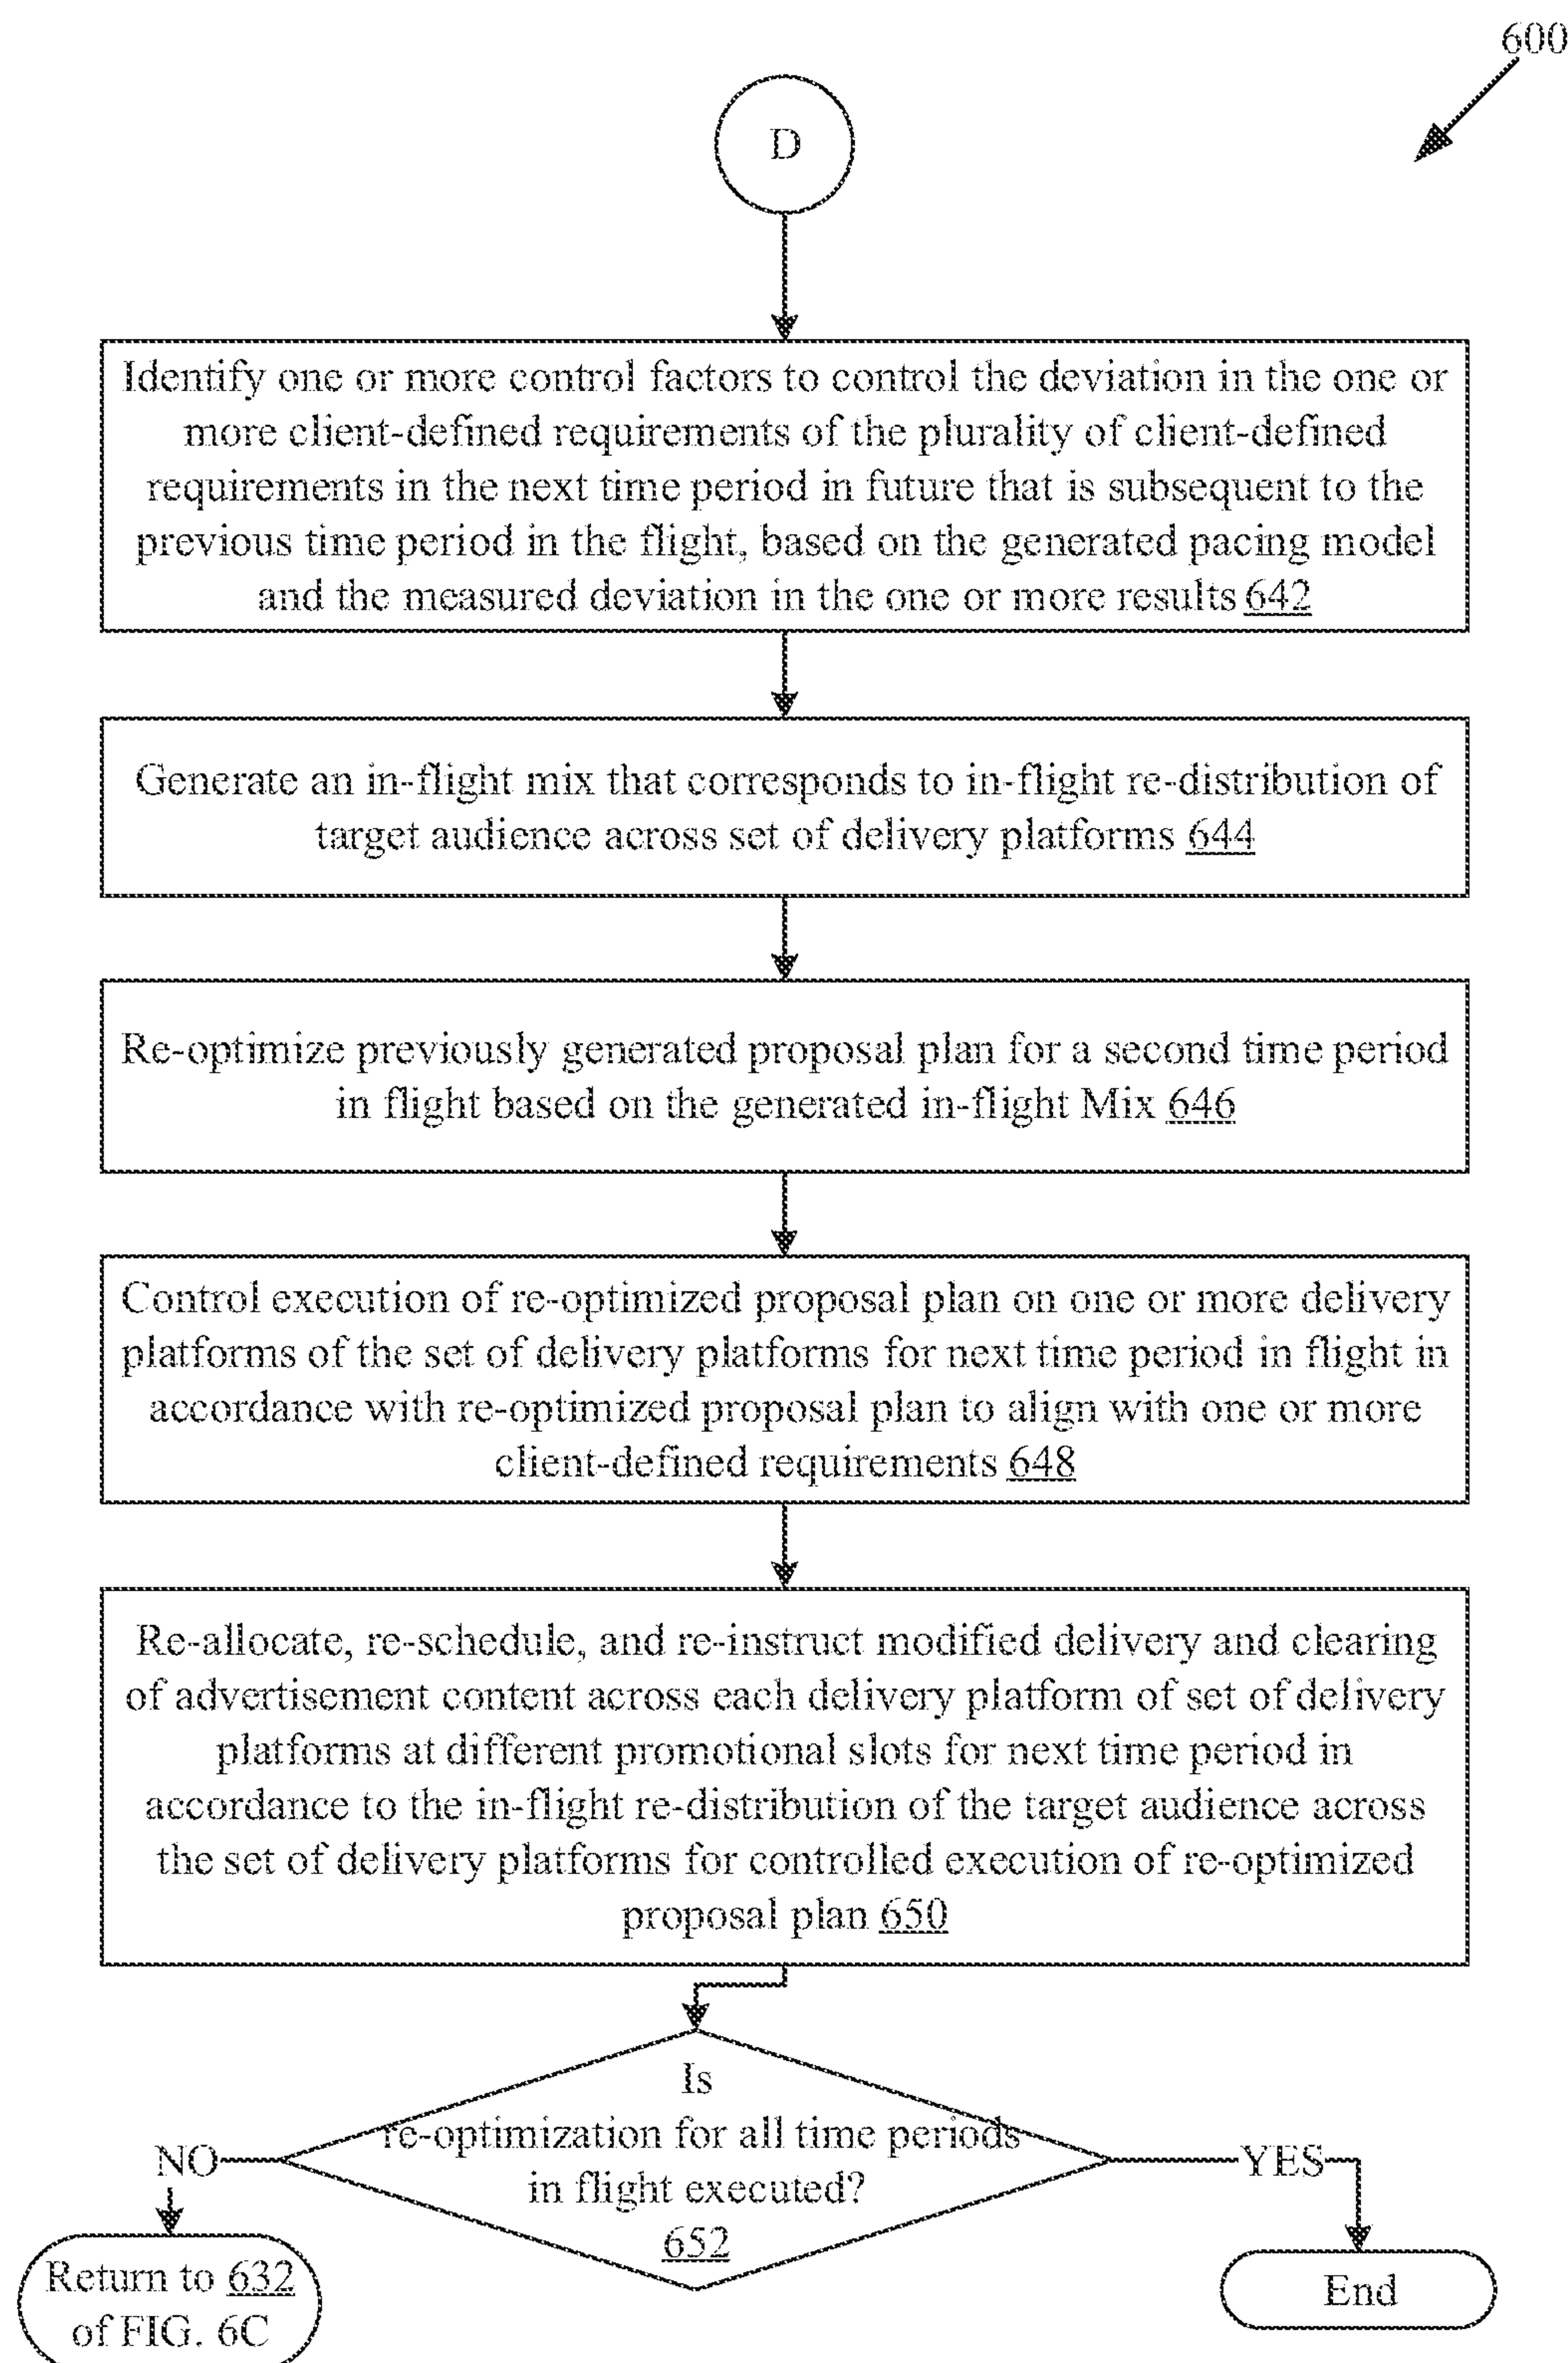 600
D
Identify one or more control factors to control the deviation in the one or
more client-defined requirements of the plurality of client-defined
requirements in the next time period in future that is subsequent to the
previous time period in the flight, based on the generated pacing model
and the measured deviation in the one or more results 642
Generate an in-flight mix that corresponds to in-flight re-distribution of
target audience across set of delivery platforms 644
Re-optimize previously generated proposal plan for a second time period
in flight based on the generated in-flight Mix 646
Control execution of re-optimized proposal plan on one or more delivery
platforms of the set of delivery platforms for next time period in flight in
accordance with re-optimized proposal plan to align with one or more
client-defined requirements 648
Re-allocate, re-schedule, and re-instruct modified delivery and clearing
of advertisement content across each delivery platform of set of delivery
platforms at different promotional slots for next time period in
accordance to the in-flight re-distribution of the target audience across
the set of delivery platforms for controlled execution of re-optimized
proposal plan 650
Is
re-optimization for all time periods
in flight executed?
652
NO
YES
Return to 632
of FIG. 6C
End